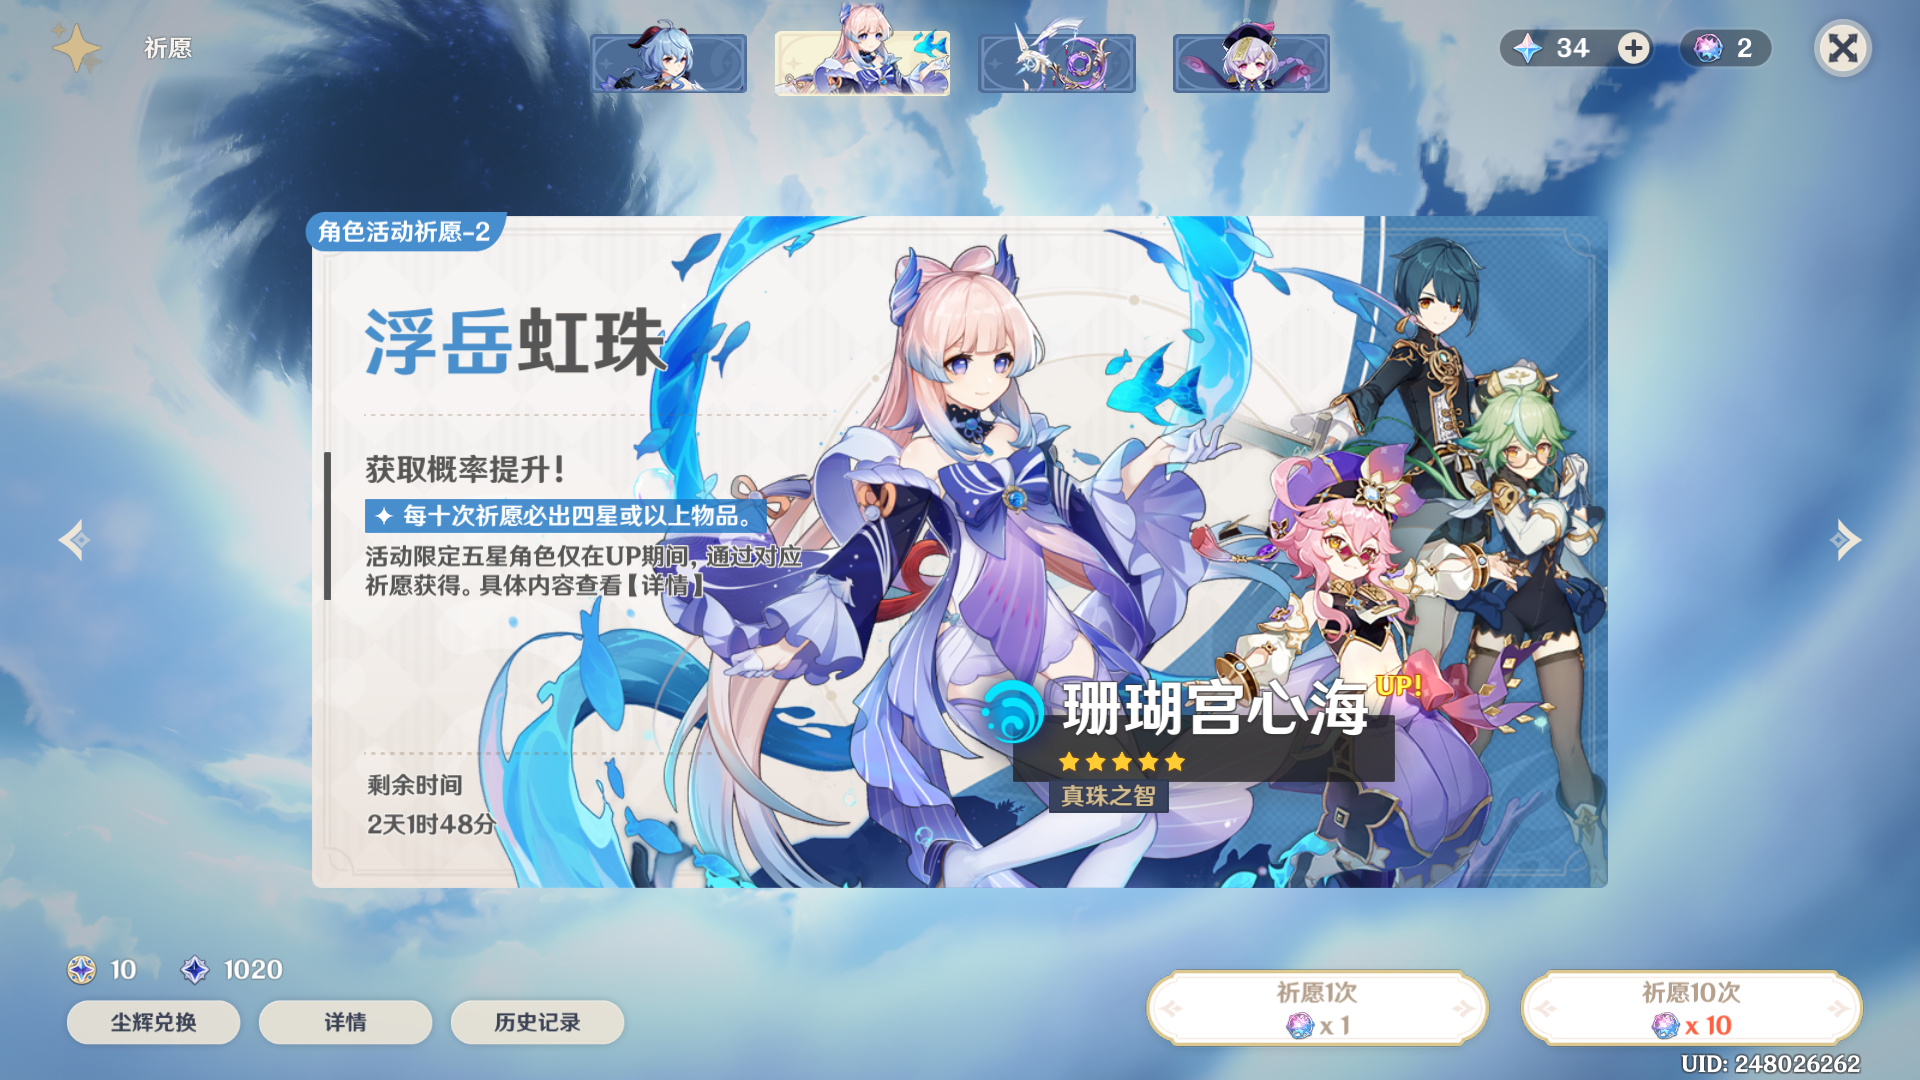 祈愿
34
2
角色活动祈愿-2
浮岳虹珠
获取概率提升！
每十次祈愿必出四星或以上物品。
活动限定五星角色仅在UP期间，通过对应
祈愿获得。具体内容查看【详情】
珊瑚宫心海
UP!
真珠之智
剩余时间
2天1时48分
10
1020
尘辉兑换
详情
历史记录
祈愿1次
x 1
祈愿10次
x 10
UID: 248026262